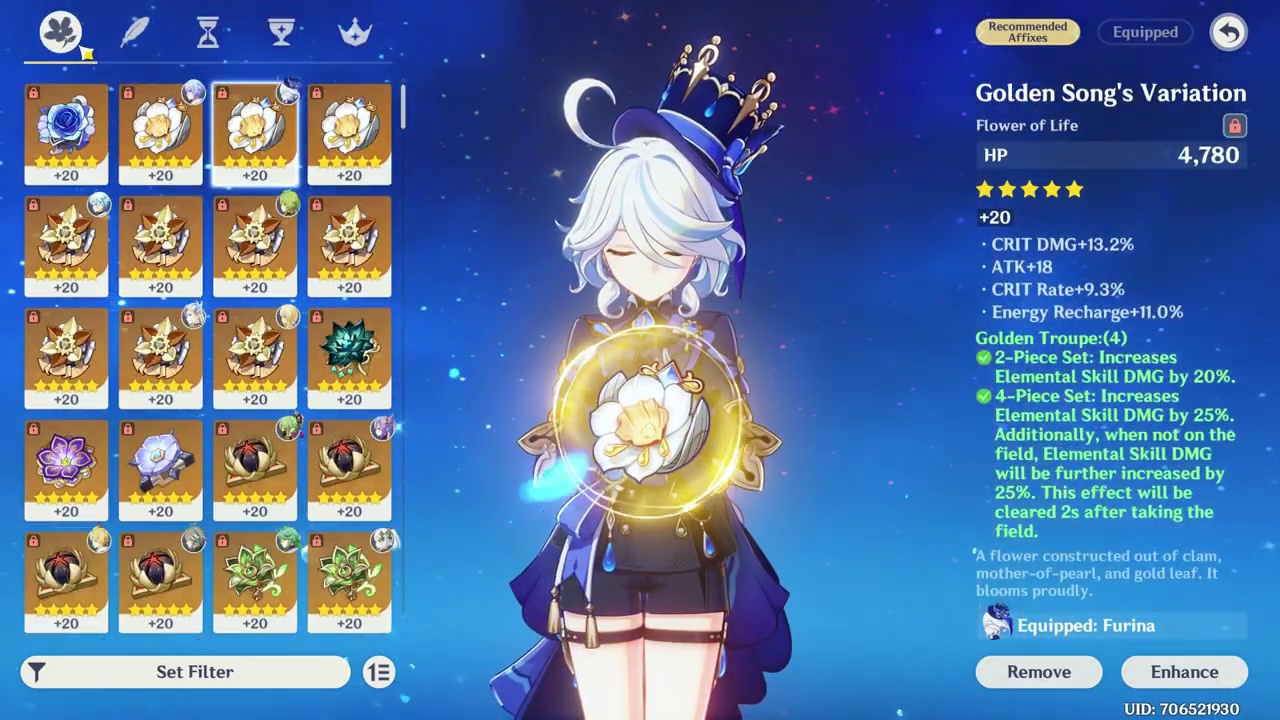 Recommended
Affixes
Equipped
Golden Song's Variation
Flower of Life
HP
4,780
+20
· CRIT DMG+13.2%
· ATK+18
· CRIT Rate+9.3%
· Energy Recharge+11.0%
Golden Troupe:(4)
2-Piece Set: Increases
Elemental Skill DMG by 20%.
4-Piece Set: Increases
Elemental Skill DMG by 25%.
Additionally, when not on the
field, Elemental Skill DMG
will be further increased by
25%. This effect will be
cleared 2s after taking the
field.
A flower constructed out of clam,
mother-of-pearl, and gold leaf. It
blooms proudly.
Equipped: Furina
Remove
Enhance
UID: 706521930
+20 +20 +20 +20
+20 +20 +20 +20
+20 +20 +20 +20
+20 +20 +20 +20
+20 +20 +20 +20
Set Filter
1